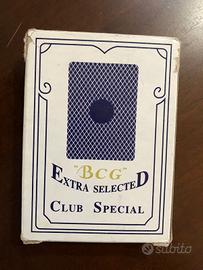 "BCG"
EXTRA SELECTED
CLUB SPECIAL
subito